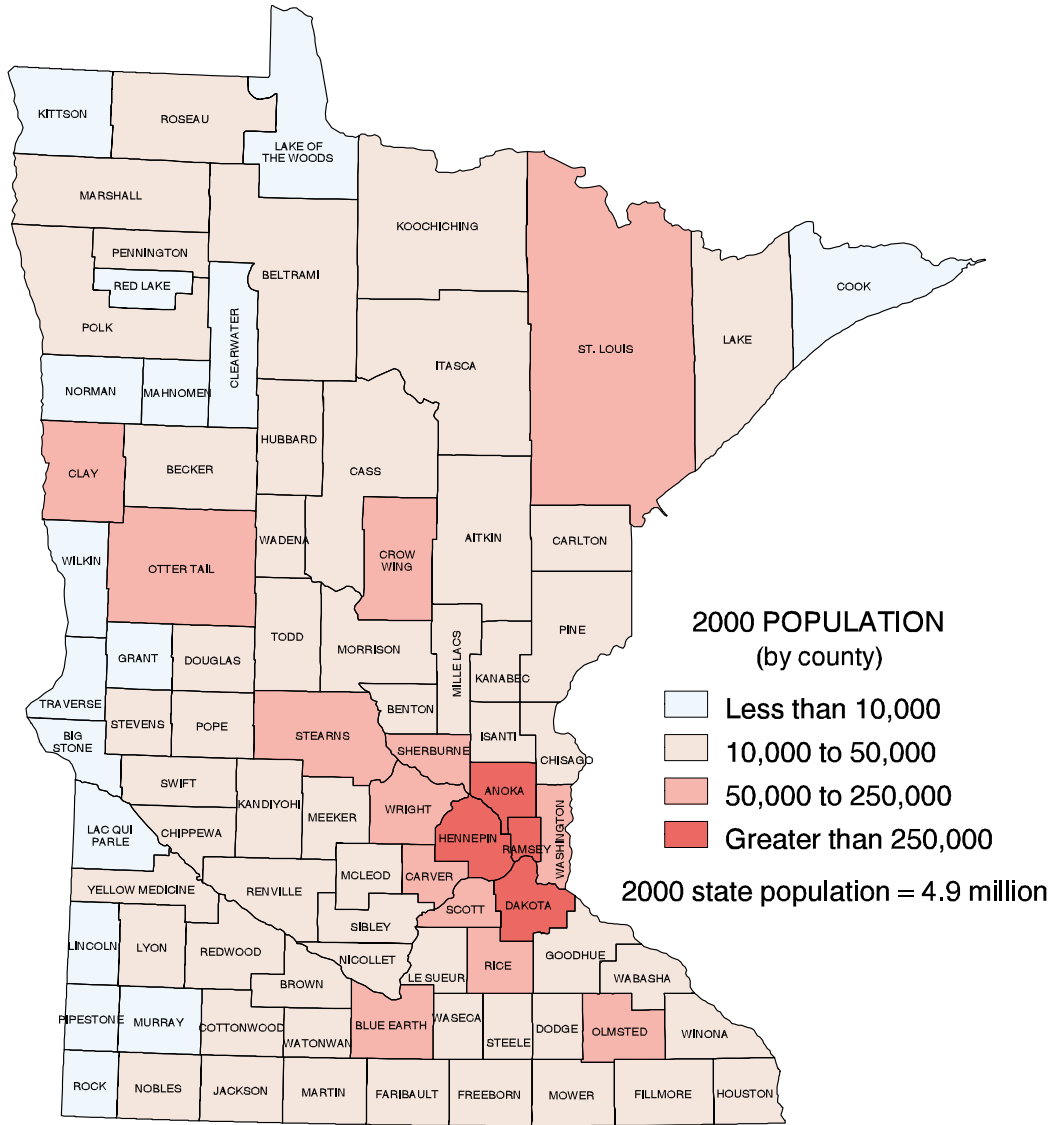 KITTSON
ROSEAU
LAKE OF
THE WOODS
MARSHALL
KOOCHICHING
PENNINGTON
BELTRAMI
RED LAKE
COOK
POLK
CLEARWATER
LAKE
ST. LOUIS
ITASCA
NORMAN
MAHNOMEN
HUBBARD
CASS
CLAY
BECKER
WADENA
AITKIN
CARLTON
WILKIN
OTTER TAIL
CROW
WING
TODD
MORRISON
MILLE LACS
PINE
GRANT
DOUGLAS
KANABEC
TRAVERSE
STEVENS
POPE
BENTON
BIG
STONE
STEARNS
SHERBURNE
ISANTI
CHISAGO
SWIFT
KANDIYOHI
MEEKER
WRIGHT
ANOKA
WASHINGTON
LAC QUI
PARLE
CHIPPEWA
HENNEPIN
RAMSEY
YELLOW MEDICINE
RENVILLE
MCLEOD
CARVER
SCOTT
DAKOTA
LINCOLN
LYON
REDWOOD
SIBLEY
NICOLLET
LE SUEUR
RICE
GOODHUE
WABASHA
BROWN
PIPESTONE
MURRAY
COTTONWOOD
WATONWAN
BLUE EARTH
WASECA
STEELE
DODGE
OLMSTED
WINONA
ROCK
NOBLES
JACKSON
MARTIN
FARIBAULT
FREEBORN
MOWER
FILLMORE
HOUSTON
2000 POPULATION
(by county)
Less than 10,000
10,000 to 50,000
50,000 to 250,000
Greater than 250,000
2000 state population = 4.9 million